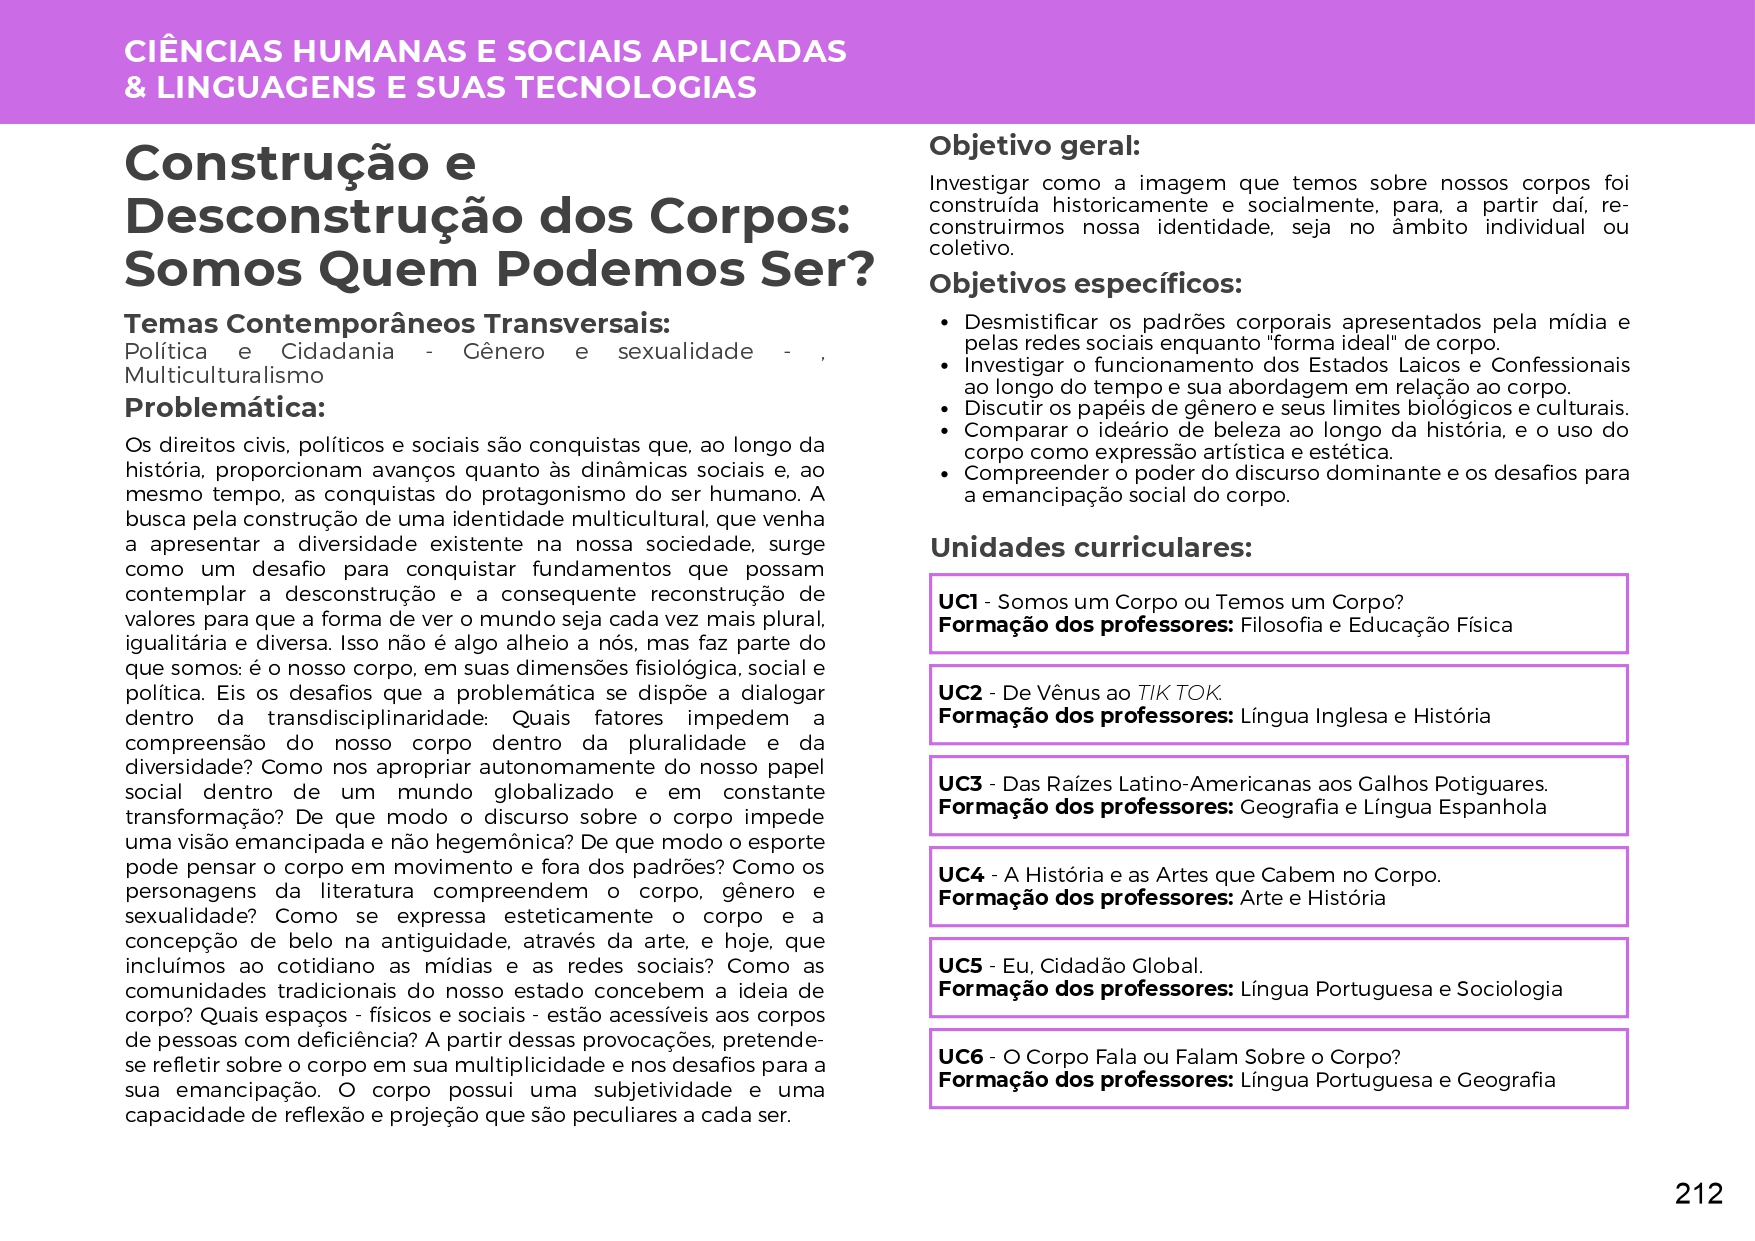 CIÊNCIAS HUMANAS E SOCIAIS APLICADAS
& LINGUAGENS E SUAS TECNOLOGIAS
Construção e
Desconstrução dos Corpos:
Somos Quem Podemos Ser?
Temas Contemporâneos Transversais:
Política e Cidadania - Gênero e sexualidade - ,
Multiculturalismo
Problemática:
Os direitos civis, políticos e sociais são conquistas que, ao longo da
história, proporcionam avanços quanto às dinâmicas sociais e, ao
mesmo tempo, as conquistas do protagonismo do ser humano. A
busca pela construção de uma identidade multicultural, que venha
a apresentar a diversidade existente na nossa sociedade, surge
como um desafio para conquistar fundamentos que possam
contemplar a desconstrução e a consequente reconstrução de
valores para que a forma de ver o mundo seja cada vez mais plural,
igualitária e diversa. Isso não é algo alheio a nós, mas faz parte do
que somos: é o nosso corpo, em suas dimensões fisiológica, social e
política. Eis os desafios que a problemática se dispõe a dialogar
dentro da transdisciplinaridade: Quais fatores impedem a
compreensão do nosso corpo dentro da pluralidade e da
diversidade? Como nos apropriar autonomamente do nosso papel
social dentro de um mundo globalizado e em constante
transformação? De que modo o discurso sobre o corpo impede
uma visão emancipada e não hegemônica? De que modo o esporte
pode pensar o corpo em movimento e fora dos padrões? Como os
personagens da literatura compreendem o corpo, gênero e
sexualidade? Como se expressa esteticamente o corpo e a
concepção de belo na antiguidade, através da arte, e hoje, que
incluímos ao cotidiano as mídias e as redes sociais? Como as
comunidades tradicionais do nosso estado concebem a ideia de
corpo? Quais espaços - físicos e sociais - estão acessíveis aos corpos
de pessoas com deficiência? A partir dessas provocações, pretende-
se refletir sobre o corpo em sua multiplicidade e nos desafios para a
sua emancipação. O corpo possui uma subjetividade e uma
capacidade de reflexão e projeção que são peculiares a cada ser.
Objetivo geral:
Investigar como a imagem que temos sobre nossos corpos foi
construída historicamente e socialmente, para, a partir daí, re-
construirmos nossa identidade, seja no âmbito individual ou
coletivo.
Objetivos específicos:
• Desmistificar os padrões corporais apresentados pela mídia e
pelas redes sociais enquanto "forma ideal" de corpo.
• Investigar o funcionamento dos Estados Laicos e Confessionais
ao longo do tempo e sua abordagem em relação ao corpo.
• Discutir os papéis de gênero e seus limites biológicos e culturais.
• Comparar o ideário de beleza ao longo da história, e o uso do
corpo como expressão artística e estética.
• Compreender o poder do discurso dominante e os desafios para
a emancipação social do corpo.
Unidades curriculares:
UC1 - Somos um Corpo ou Temos um Corpo?
Formação dos professores: Filosofia e Educação Física
UC2 - De Vênus ao TIK TOK.
Formação dos professores: Língua Inglesa e História
UC3 - Das Raízes Latino-Americanas aos Galhos Potiguares.
Formação dos professores: Geografia e Língua Espanhola
UC4 - A História e as Artes que Cabem no Corpo.
Formação dos professores: Arte e História
UC5 - Eu, Cidadão Global.
Formação dos professores: Língua Portuguesa e Sociologia
UC6 - O Corpo Fala ou Falam Sobre o Corpo?
Formação dos professores: Língua Portuguesa e Geografia
212